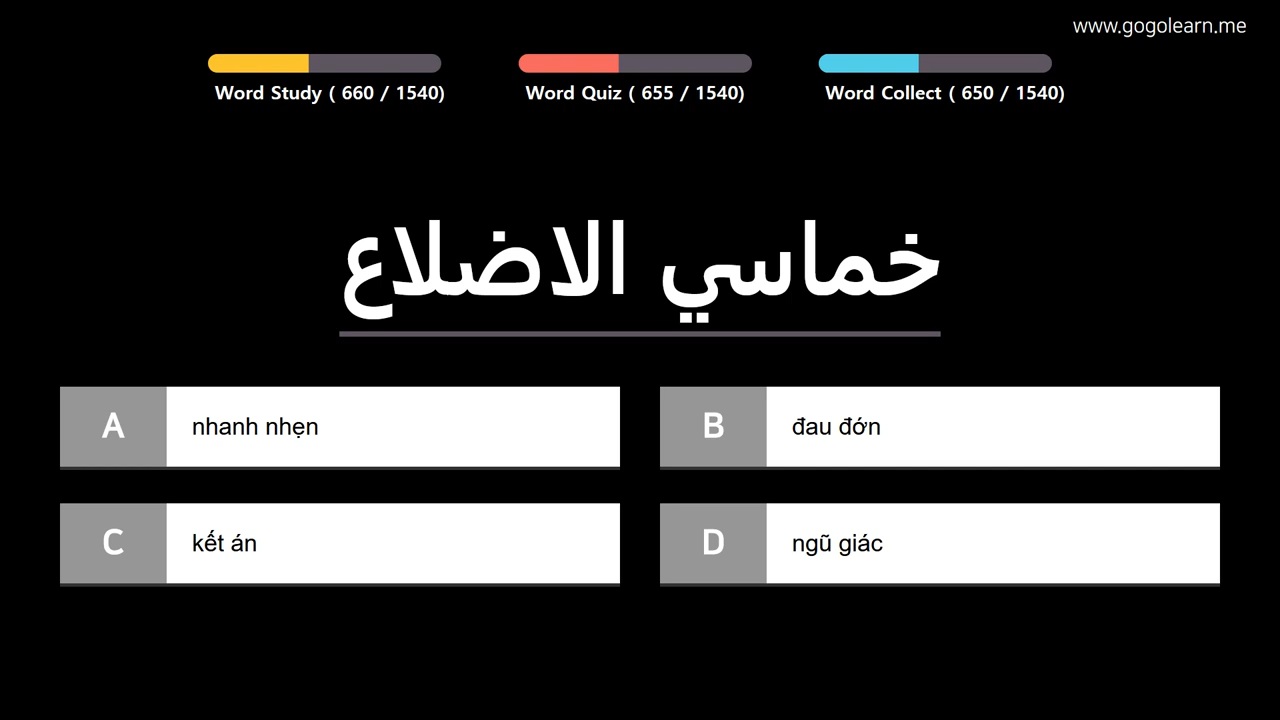 www.gogolearn.me
Word Study ( 660 / 1540)
Word Quiz ( 655 / 1540)
Word Collect ( 650 / 1540)
خماسي الاضلاع
A
nhanh nhẹn
B
đau đớn
C
kết án
D
ngũ giác